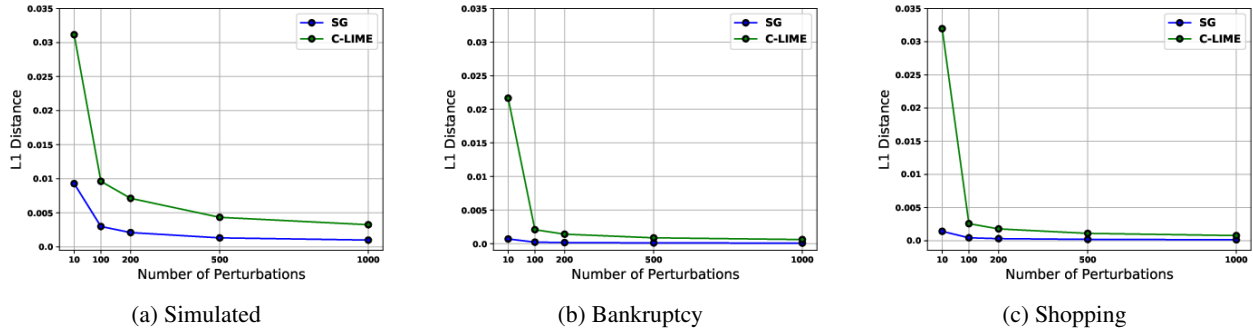 0.035
0.03
0.025
0.02
0.015
0.01
0.005
0.0
L1 Distance
SG
C-LIME
10 100 200 500 1000
Number of Perturbations
(a) Simulated
0.035
0.03
0.025
0.02
0.015
0.01
0.005
0.0
L1 Distance
SG
C-LIME
10 100 200 500 1000
Number of Perturbations
(b) Bankruptcy
0.035
0.03
0.025
0.02
0.015
0.01
0.005
0.0
L1 Distance
SG
C-LIME
10 100 200 500 1000
Number of Perturbations
(c) Shopping